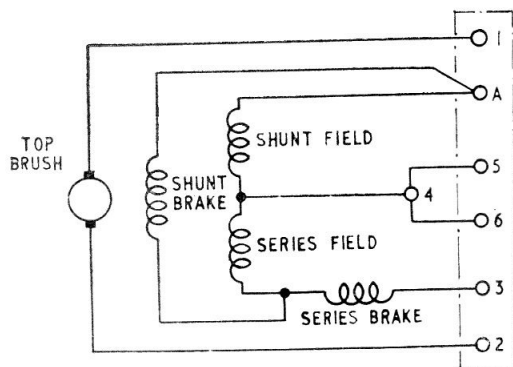 1
A
SHUNT FIELD
TOP
BRUSH
5
SHUNT
BRAKE
4
6
SERIES FIELD
3
SERIES BRAKE
2